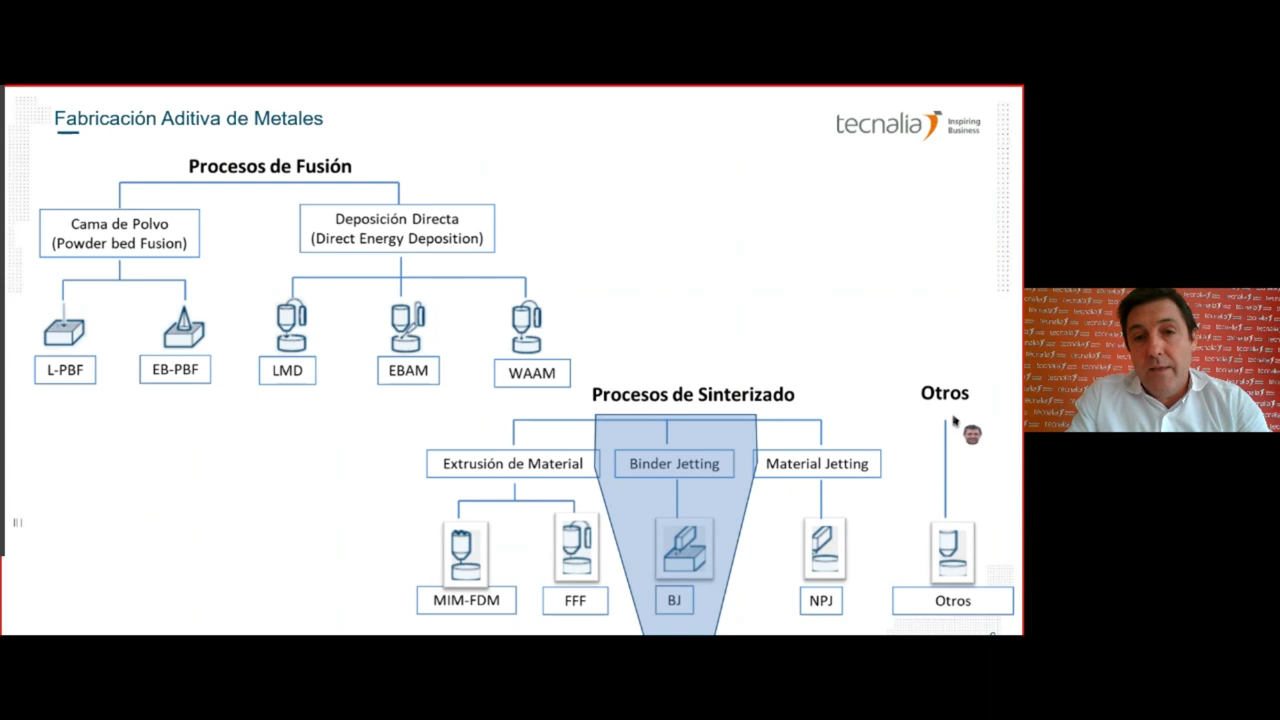 Fabricación Aditiva de Metales
tecnalia Inspiring
Business
Procesos de Fusión
Cama de Polvo
(Powder bed Fusion)
Deposición Directa
(Direct Energy Deposition)
L-PBF
EB-PBF
LMD
EBAM
WAAM
Procesos de Sinterizado
Otros
Extrusión de Material
Binder Jetting
Material Jetting
MIM-FDM
FFF
BJ
NPJ
Otros